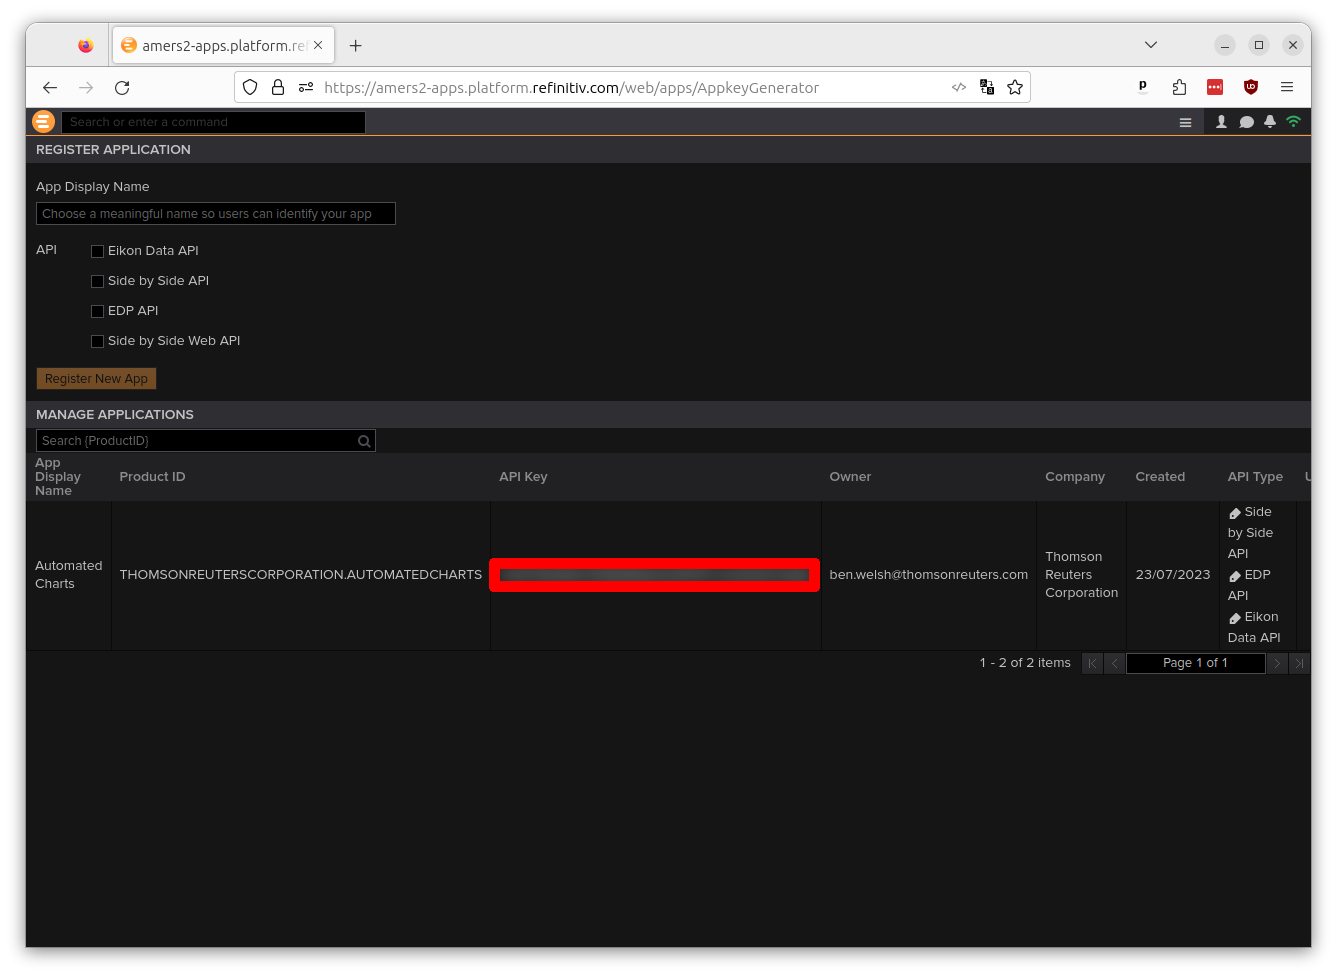 amers2-apps.platform.re
https://amers2-apps.platform.refinitiv.com/web/apps/AppkeyGenerator
Search or enter a command
REGISTER APPLICATION
App Display Name
Choose a meaningful name so users can identify your app
API
Eikon Data API
Side by Side API
EDP API
Side by Side Web API
Register New App
MANAGE APPLICATIONS
Search {ProductID}
App Display Name
Product ID
API Key
Owner
Company
Created
API Type
Automated
Charts
THOMSONREUTERSCORPORATION.AUTOMATEDCHARTS
ben.welsh@thomsonreuters.com
Thomson
Reuters
Corporation
23/07/2023
Side
by Side
API
EDP
API
Eikon
Data API
1 - 2 of 2 items
Page 1 of 1